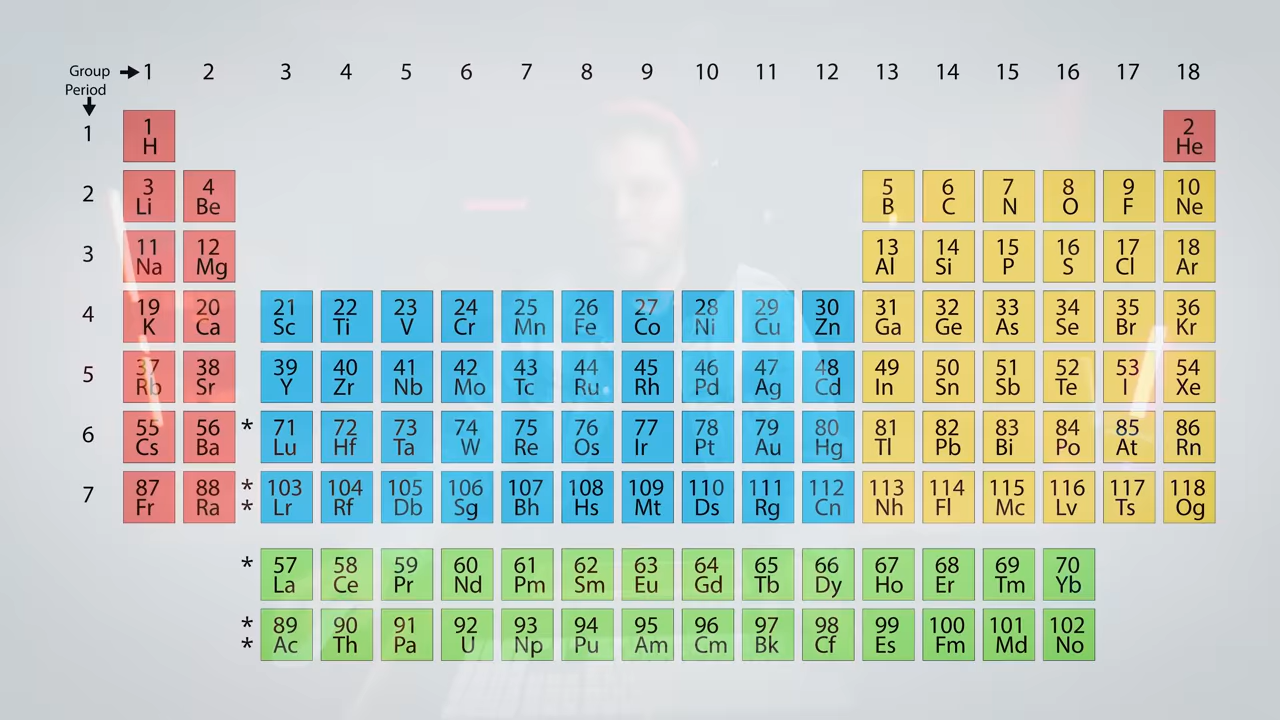 Group 1 2 3 4 5 6 7 8 9 10 11 12 13 14 15 16 17 18
Period
1 1 2
H He
2 3 4 5 6 7 8 9 10
Li Be B C N O F Ne
3 11 12 13 14 15 16 17 18
Na Mg Al Si P S Cl Ar
4 19 20 21 22 23 24 25 26 27 28 29 30 31 32 33 34 35 36
K Ca Sc Ti V Cr Mn Fe Co Ni Cu Zn Ga Ge As Se Br Kr
5 37 38 39 40 41 42 43 44 45 46 47 48 49 50 51 52 53 54
Rb Sr Y Zr Nb Mo Tc Ru Rh Pd Ag Cd In Sn Sb Te I Xe
6 55 56 * 71 72 73 74 75 76 77 78 79 80 81 82 83 84 85 86
Cs Ba Lu Hf Ta W Re Os Ir Pt Au Hg Tl Pb Bi Po At Rn
7 87 88 * 103 104 105 106 107 108 109 110 111 112 113 114 115 116 117 118
Fr Ra * Lr Rf Db Sg Bh Hs Mt Ds Rg Cn Nh Fl Mc Lv Ts Og
* 57 58 59 60 61 62 63 64 65 66 67 68 69 70
La Ce Pr Nd Pm Sm Eu Gd Tb Dy Ho Er Tm Yb
* 89 90 91 92 93 94 95 96 97 98 99 100 101 102
* Ac Th Pa U Np Pu Am Cm Bk Cf Es Fm Md No